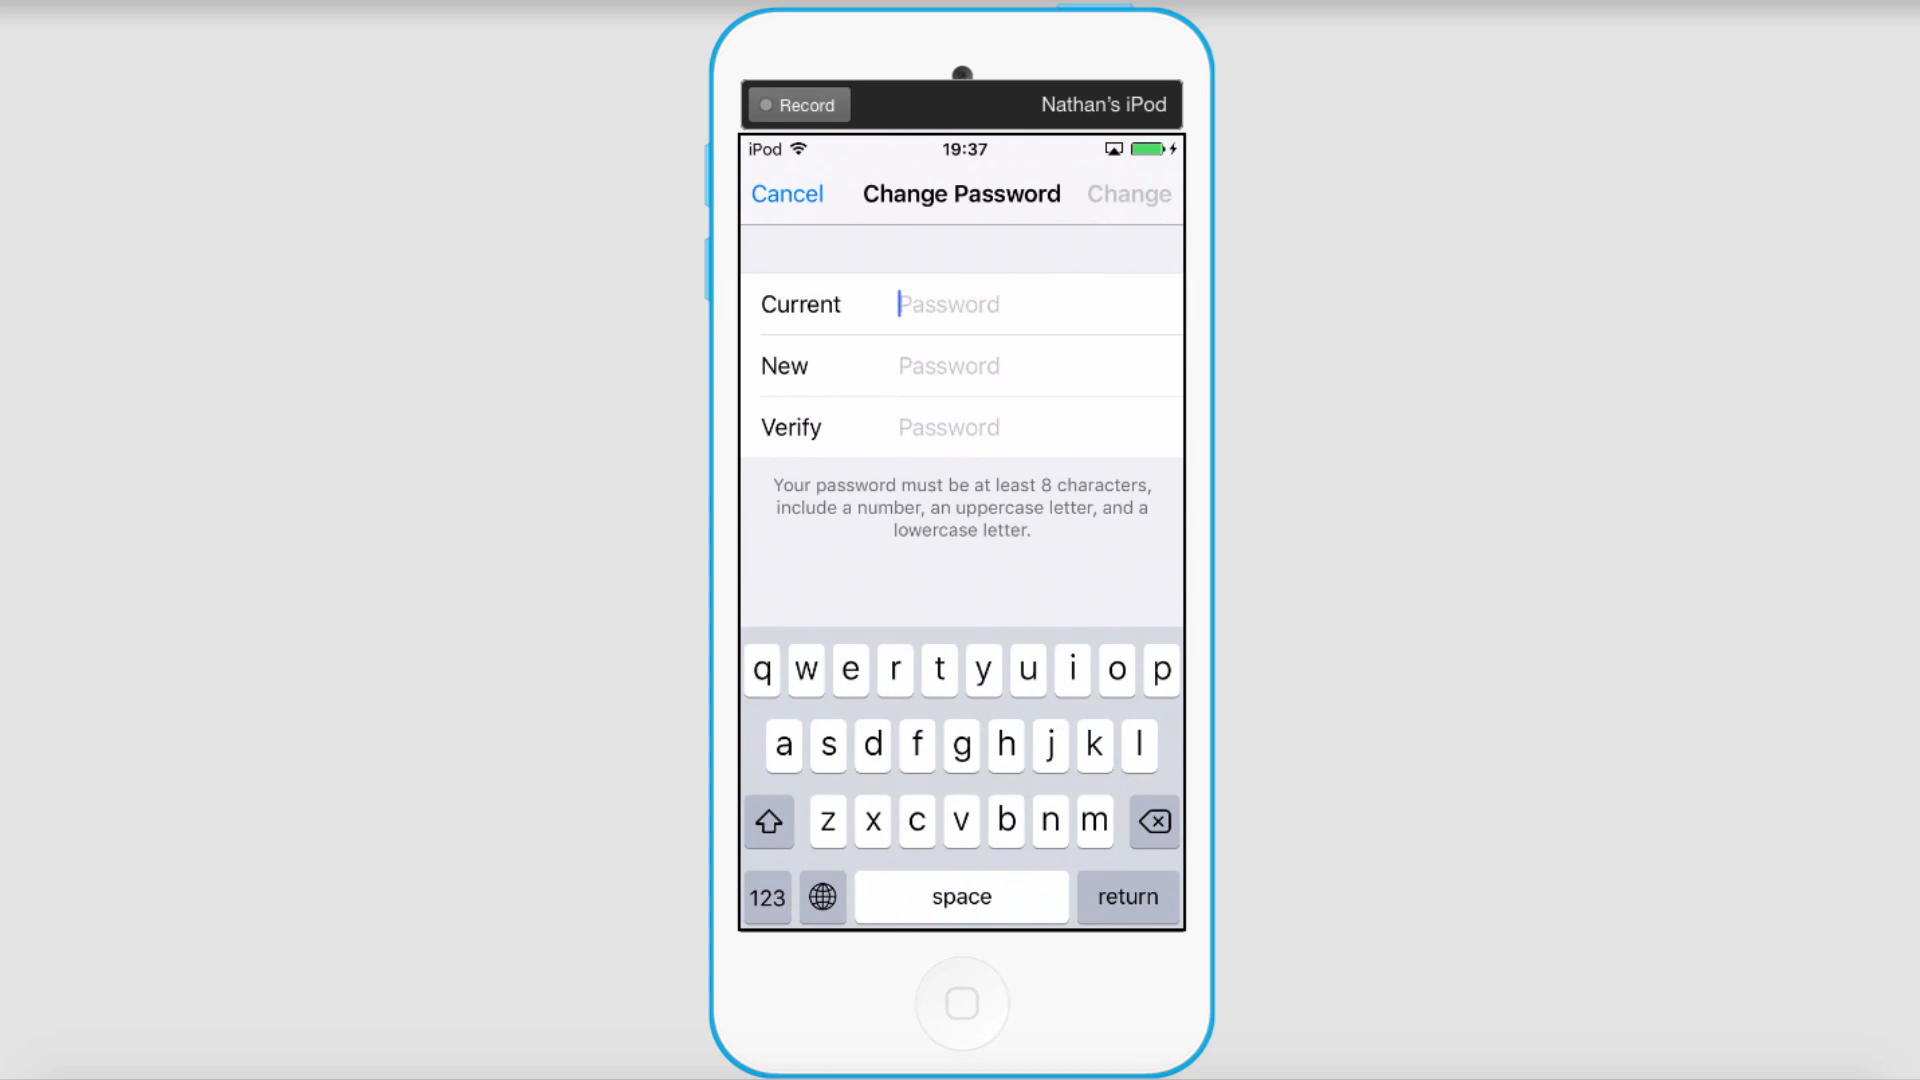 Record Nathan's iPod
iPod 19:37
Cancel Change Password Change
Current Password
New Password
Verify Password
Your password must be at least 8 characters,
include a number, an uppercase letter, and a
lowercase letter.
q w e r t y u i o p
a s d f g h j k l
z x c v b n m
123 space return